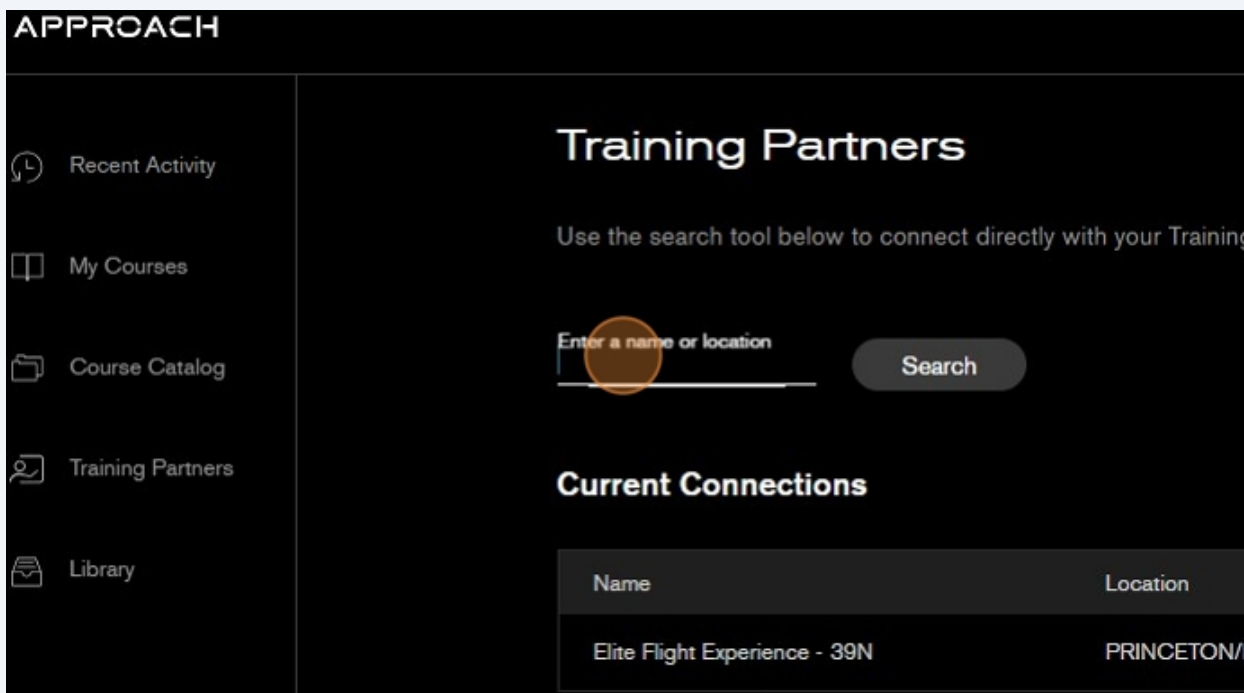 APPROACH
Recent Activity
My Courses
Course Catalog
Training Partners
Library
Training Partners
Use the search tool below to connect directly with your Training
Enter a name or location
Search
Current Connections
Name Location
Elite Flight Experience - 39N PRINCETON/